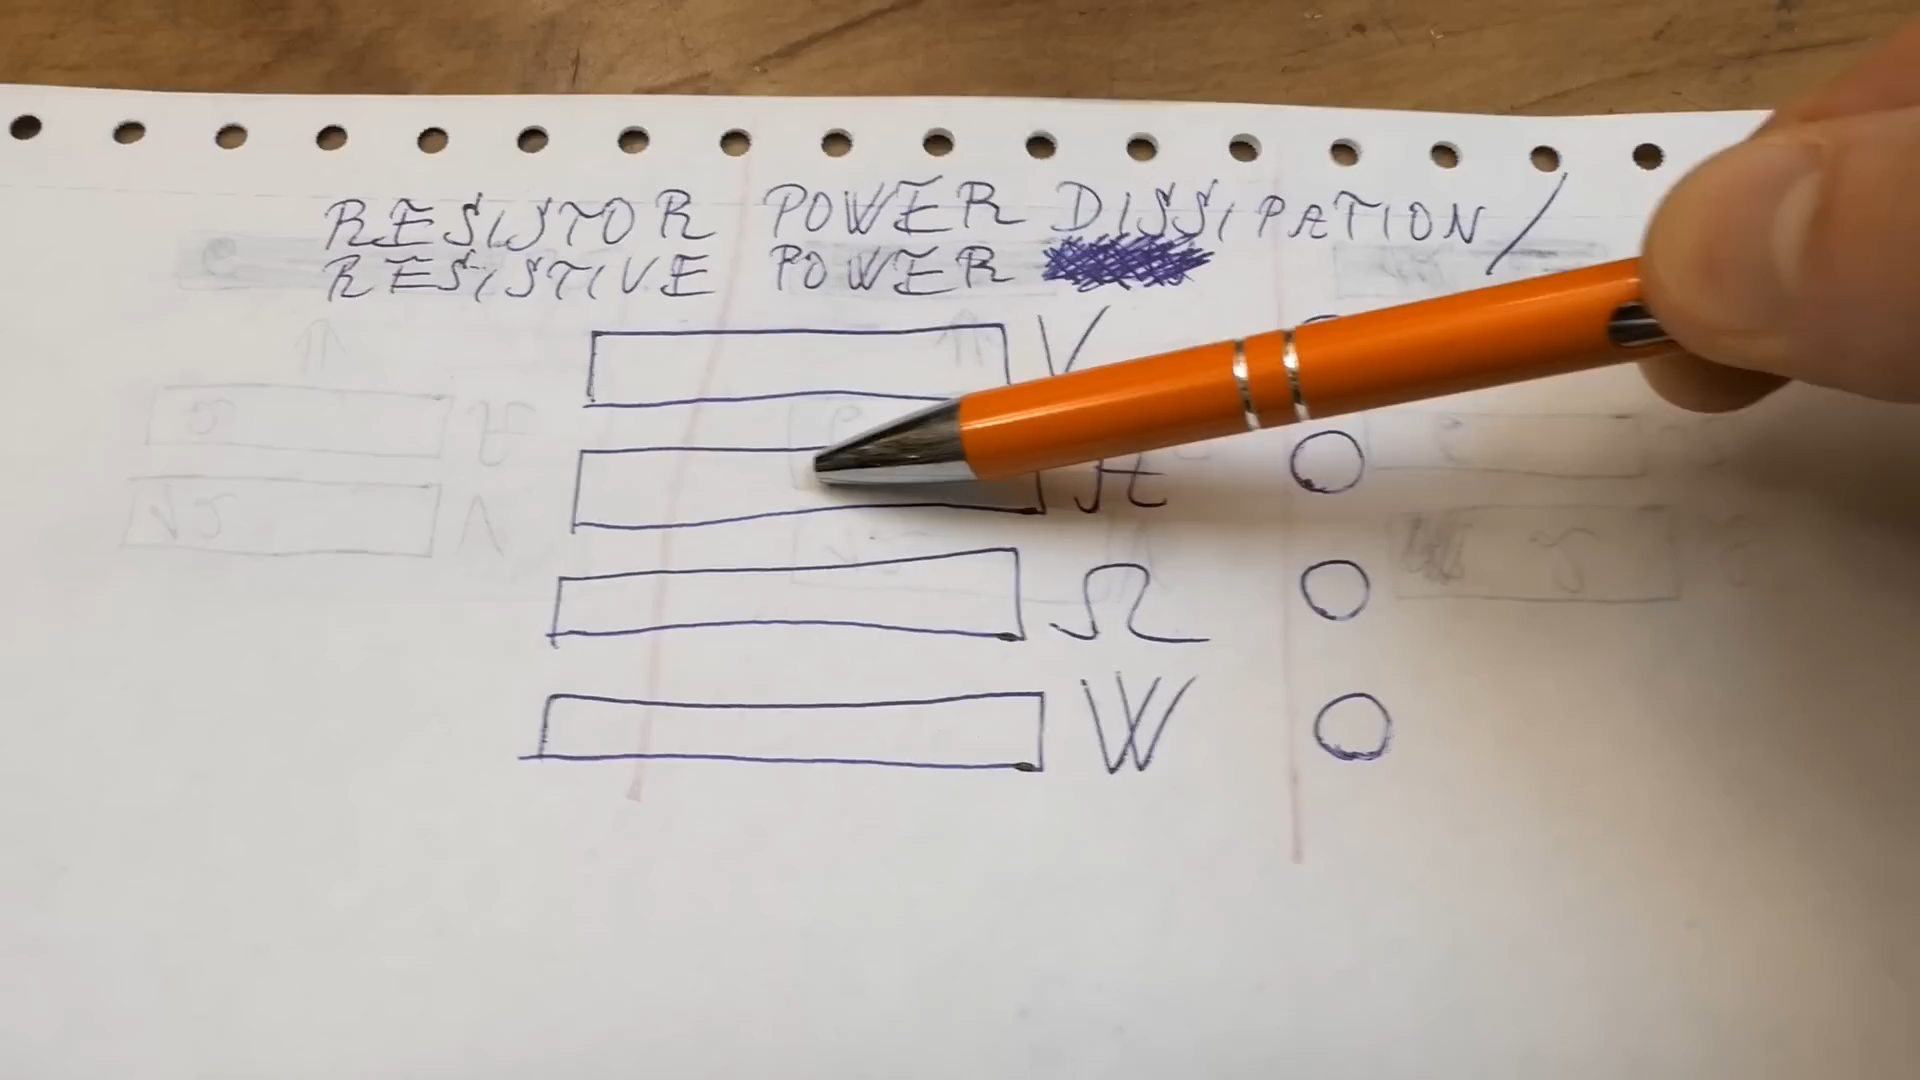 RESISTOR POWER DISSIPATION/
RESISTIVE POWER
V
A
Ω
W